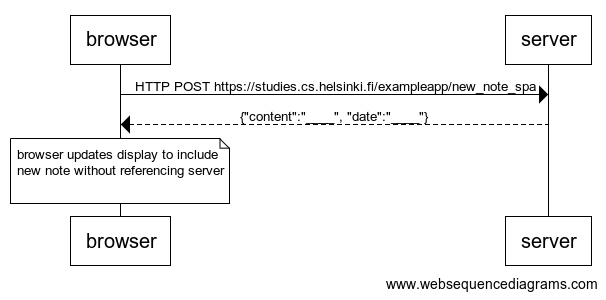 browser
server
HTTP POST https://studies.cs.helsinki.fi/exampleapp/new_note_spa
{"content":"____", "date":"____"}
browser updates display to include
new note without referencing server
browser
server
www.websequencediagrams.com